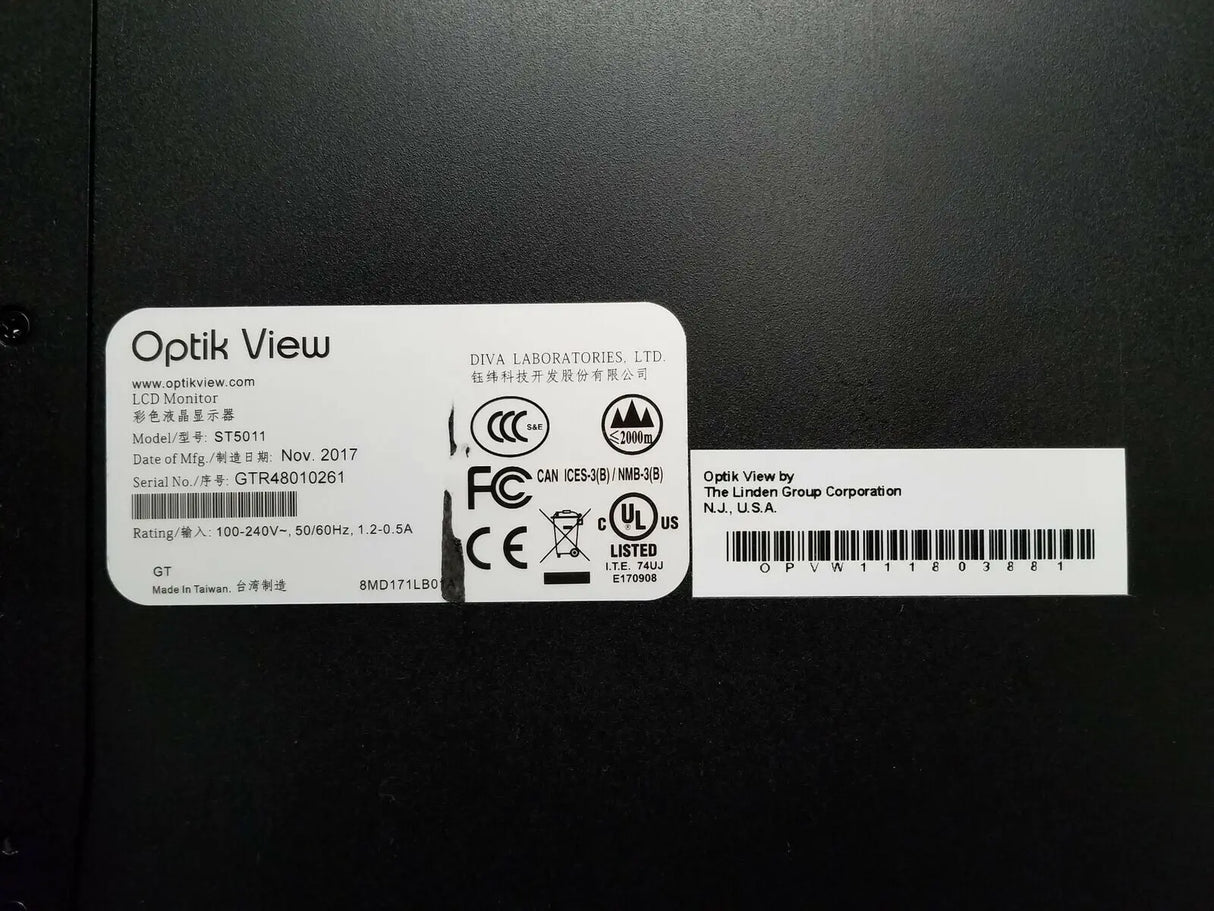 Optik View
www.optikview.com
LCD Monitor
彩色液晶显示器
Model/型号: ST5011
Date of Mfg./制造日期: Nov. 2017
Serial No./序号: GTR48010261
Rating/输入: 100-240V~, 50/60Hz, 1.2-0.5A
GT
Made In Taiwan. 台湾制造
8MD171LB01A
DIVA LABORATORIES, LTD.
钰纬科技开发股份有限公司
CCC S&E
≤2000m
FC CAN ICES-3(B) / NMB-3(B)
CE
C UL ® US
LISTED
I.T.E. 74UJ
E170908
Optik View by
The Linden Group Corporation
N.J., U.S.A.
OPVW111803881